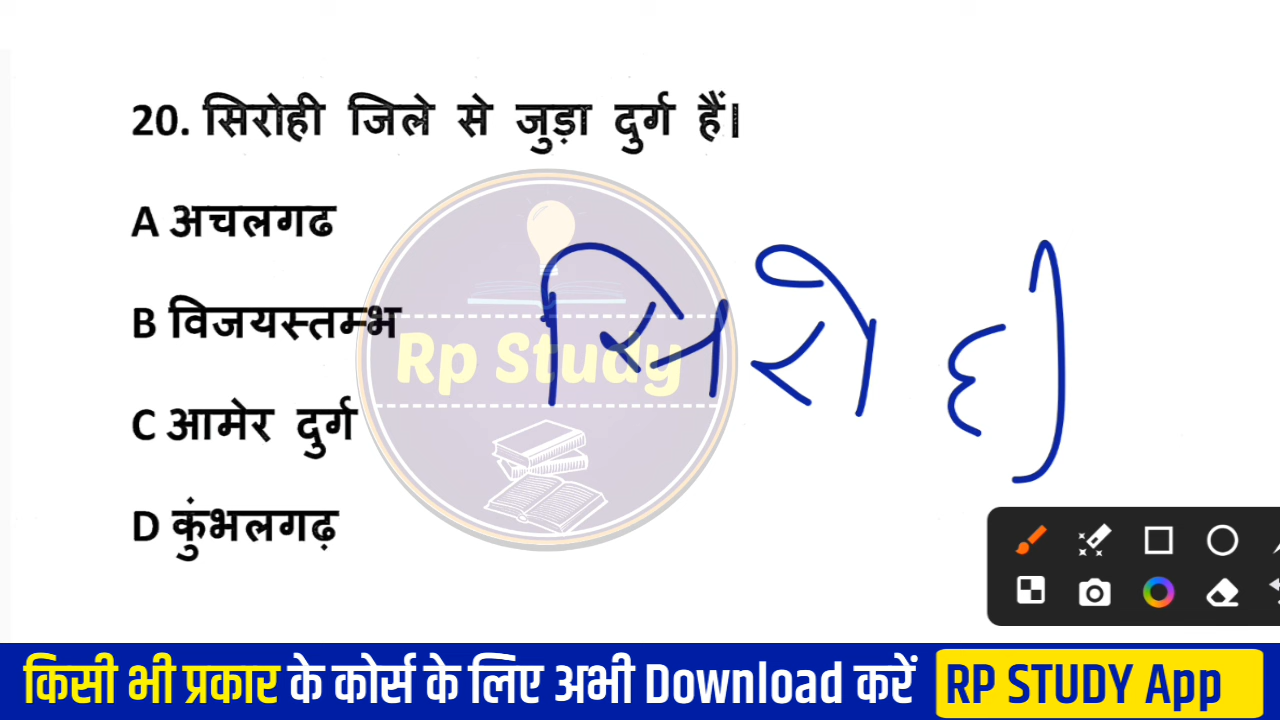 20. सिरोही जिले से जुड़ा दुर्ग हैं।
A अचलगढ
B विजयस्तम्भ
C आमेर दुर्ग
D कुंभलगढ़
Rp Study
सिरोही
किसी भी प्रकार के कोर्स के लिए अभी Download करें RP STUDY App